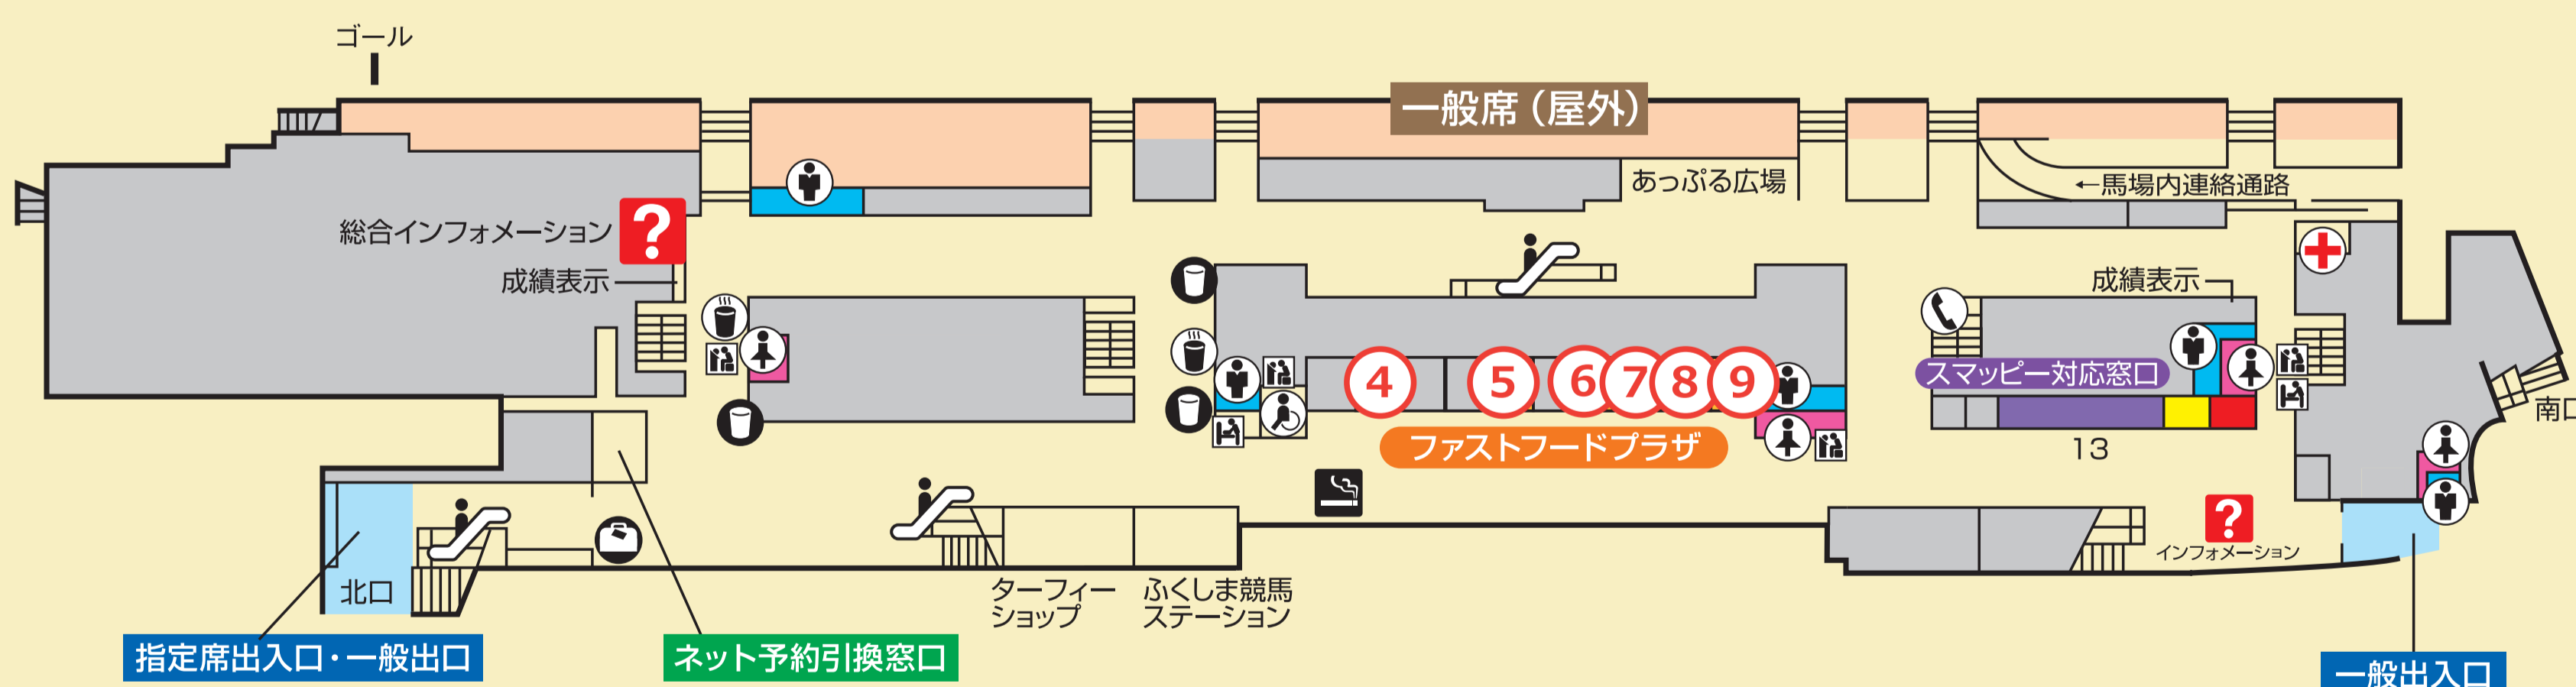 ゴール
一般席（屋外）
あっぷる広場
←馬場内連絡通路
総合インフォメーション
?
成績表示
成績表示
4
5
6
7
8
9
スマッピー対応窓口
ファストフードプラザ
13
南口
?
インフォメーション
北口
ターフィー
ショップ
ふくしま競馬
ステーション
指定席出入口・一般出口
ネット予約引換窓口
一般出入口